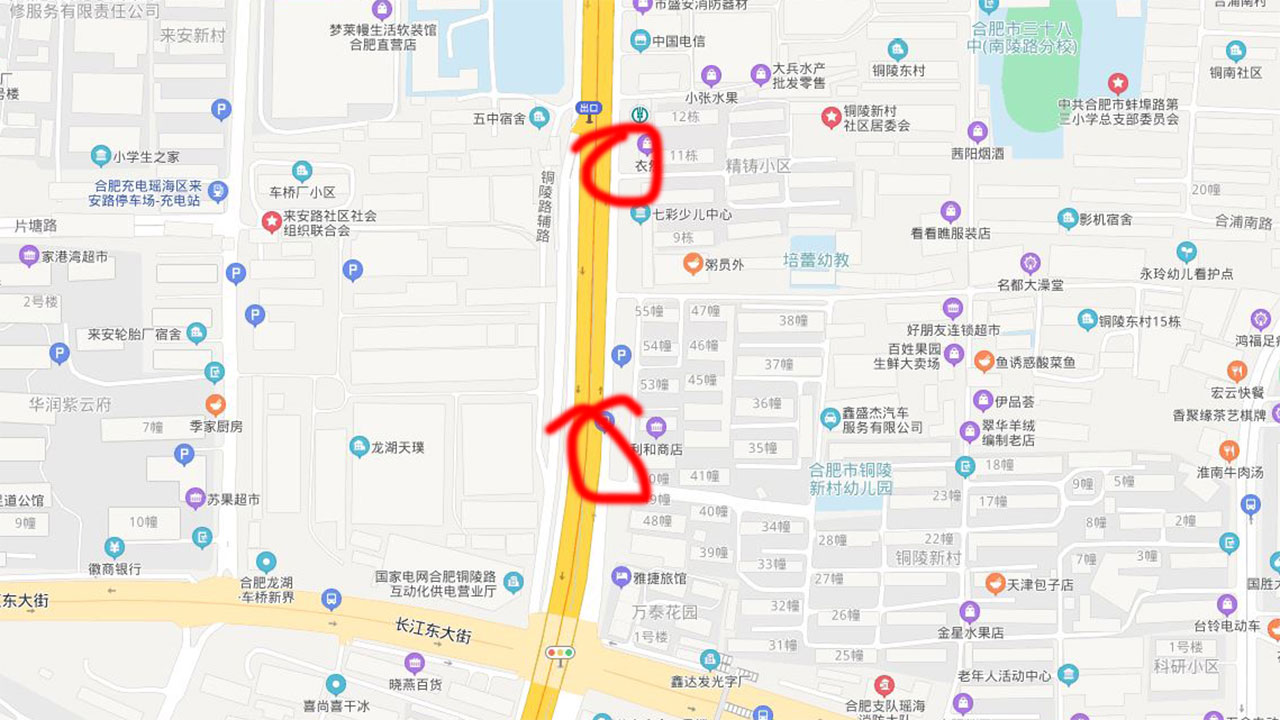 修服务有限责任公司
来安新村
梦莱幔生活软装馆
合肥直营店
市盛安消防器材
中国电信
大兵水产
批发零售
小张水果
铜陵东村
合肥市三十八
中(南陵路分校)
合浦南村
铜南社区
厂
号楼
P
出口
五中宿舍
12栋
铜陵新村
社区居委会
中共合肥市蚌埠路第
三小学总支部委员会
小学生之家
11栋
衣
精铸小区
茜阳烟酒
合肥充电瑶海区来
安路停车场-充电站
车桥厂小区
铜陵路辅路
20幢
片塘路
来安路社区社会
组织联合会
七彩少儿中心
看看瞧服装店
影机宿舍
合浦南路
9栋
家港湾超市
P
P
粥员外
培蕾幼教
名都大澡堂
永玲幼儿看护点
2号楼
P
55幢
47幢
38幢
好朋友连锁超市
铜陵东村15栋
来安轮胎厂宿舍
P
P
54幢
46幢
百姓果园
生鲜大卖场
鱼诱惑酸菜鱼
鸿福足
37幢
53幢
45幢
宏云快餐
华润紫云府
季家厨房
7幢
36幢
伊品荟
香聚缘茶艺棋牌
鑫盛杰汽车
服务有限公司
翠华羊绒
编制老店
龙湖天璞
利和商店
35幢
P
41幢
合肥市铜陵
新村幼儿园
18幢
淮南牛肉汤
9幢
5幢
足道公馆
苏果超市
48幢
40幢
23幢
17幢
9幢
10幢
34幢
8幢
2幢
徽商银行
39幢
28幢
22幢
铜陵新村
7幢
3幢
33幢
合肥龙湖
·车桥新界
国家电网合肥铜陵路
互动化供电营业厅
雅捷旅馆
27幢
天津包子店
国胜
东大街
长江东大街
万泰花园
32幢
26幢
金星水果店
台铃电动车
1号楼
31幢
25幢
1号楼
科研小区
晓燕百货
鑫达发光字厂
老年人活动中心
喜尚喜干冰
合肥支队瑶海
消防大队